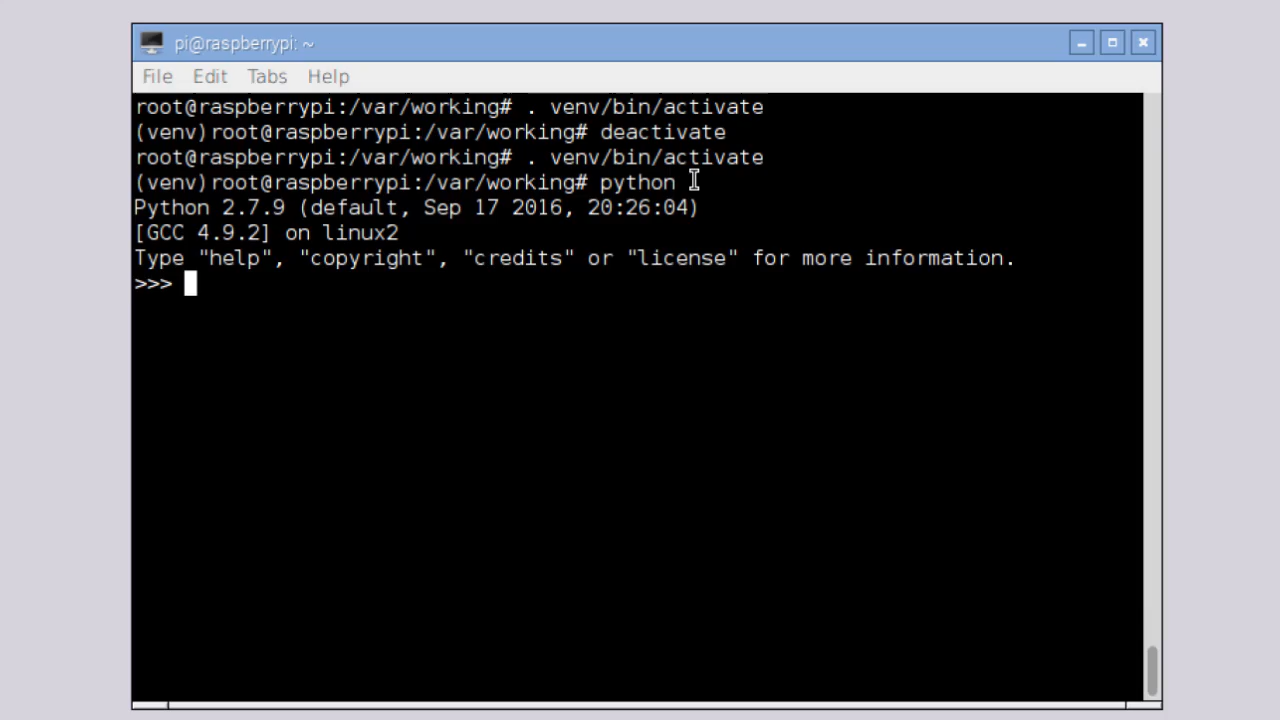 pi@raspberrypi: ~
File Edit Tabs Help
root@raspberrypi:/var/working# . venv/bin/activate
(venv)root@raspberrypi:/var/working# deactivate
root@raspberrypi:/var/working# . venv/bin/activate
(venv)root@raspberrypi:/var/working# python
Python 2.7.9 (default, Sep 17 2016, 20:26:04)
[GCC 4.9.2] on linux2
Type "help", "copyright", "credits" or "license" for more information.
>>>